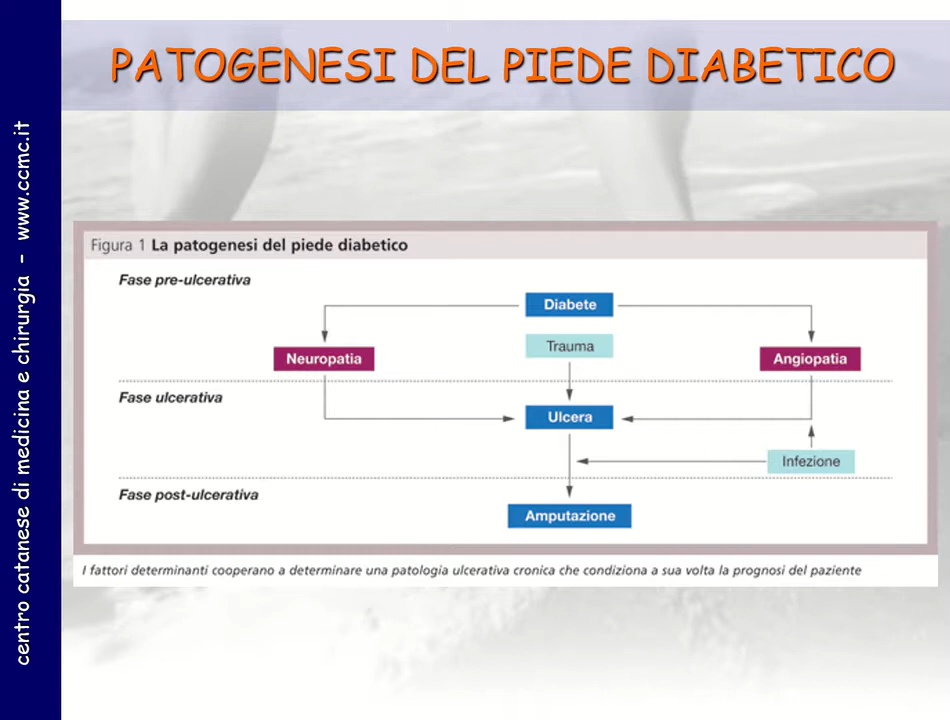 PATOGENESI DEL PIEDE DIABETICO
centro catanese di medicina e chirurgia - www.ccmc.it
Figura 1 La patogenesi del piede diabetico
Fase pre-ulcerativa
Diabete
Trauma
Neuropatia
Angiopatia
Fase ulcerativa
Ulcera
Infezione
Fase post-ulcerativa
Amputazione
I fattori determinanti cooperano a determinare una patologia ulcerativa cronica che condiziona a sua volta la prognosi del paziente